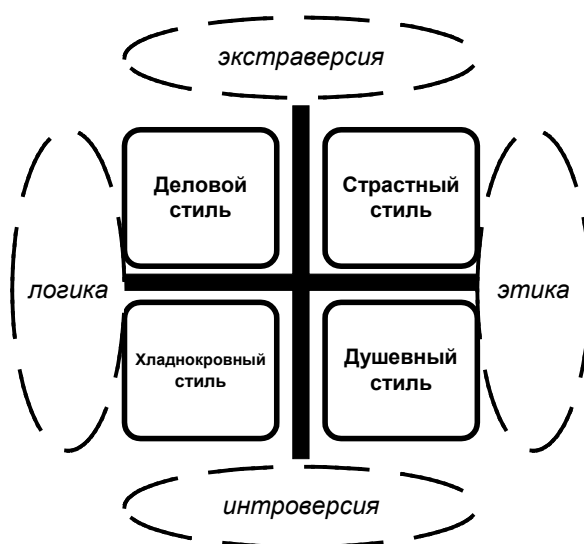 экстраверсия
Деловой
стиль
Страстный
стиль
логика
этика
Хладнокровный
стиль
Душевный
стиль
интроверсия